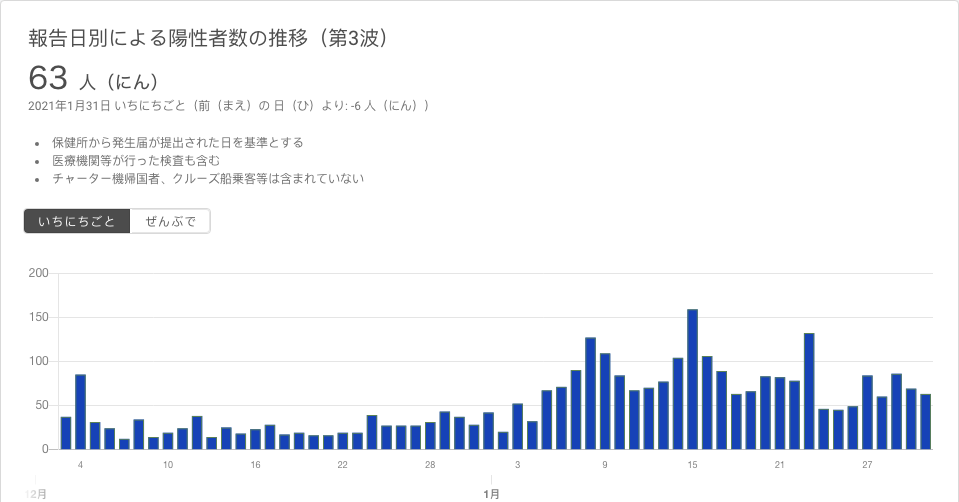 報告日別による陽性者数の推移（第3波）
63 人（にん）
2021年1月31日 いちにちごと（前（まえ）の 日（ひ）より: -6 人（にん））
保健所から発生届が提出された日を基準とする
医療機関等が行った検査も含む
チャーター機帰国者、クルーズ船乗客等は含まれていない
いちにちごと ぜんぶで
200
150
100
50
0
4 10 16 22 28 3 9 15 21 27
12月 1月